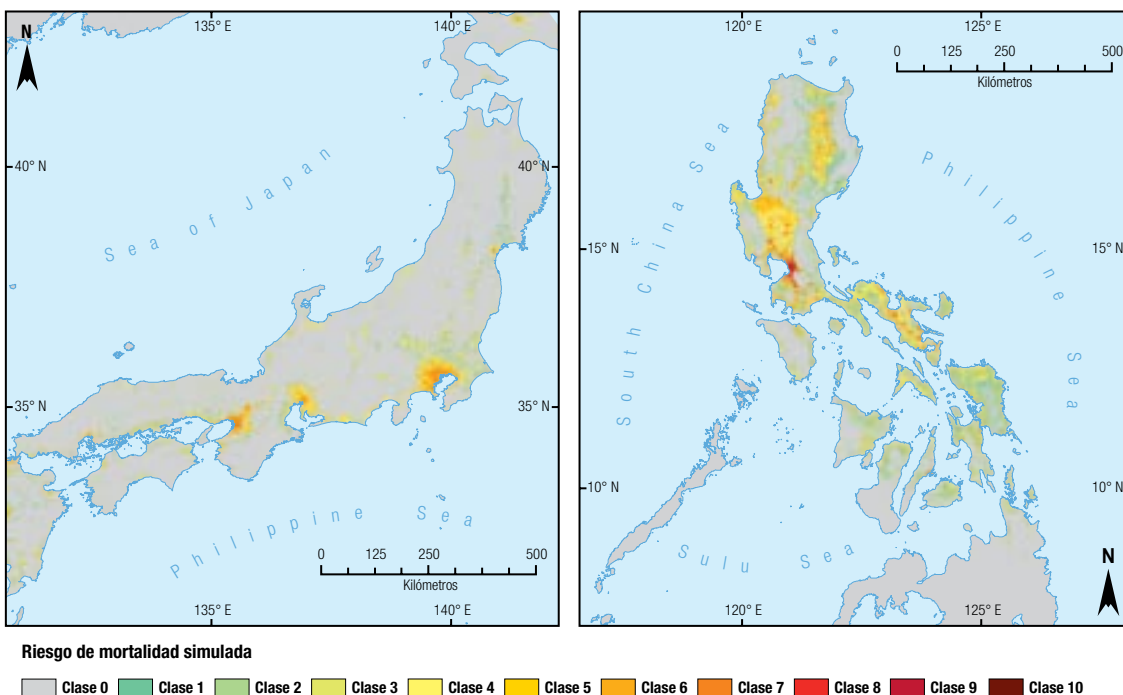 135° E 140° E
N
40° N 40° N
Sea of Japan
35° N 35° N
Philippine Sea
0 125 250 500
Kilómetros
135° E 140° E
120° E 125° E
0 125 250 500
Kilómetros
South China Sea
Philippine Sea
15° N 15° N
10° N 10° N
Sulu Sea
N
120° E 125° E
Riesgo de mortalidad simulada
Clase 0 Clase 1 Clase 2 Clase 3 Clase 4 Clase 5 Clase 6 Clase 7 Clase 8 Clase 9 Clase 10